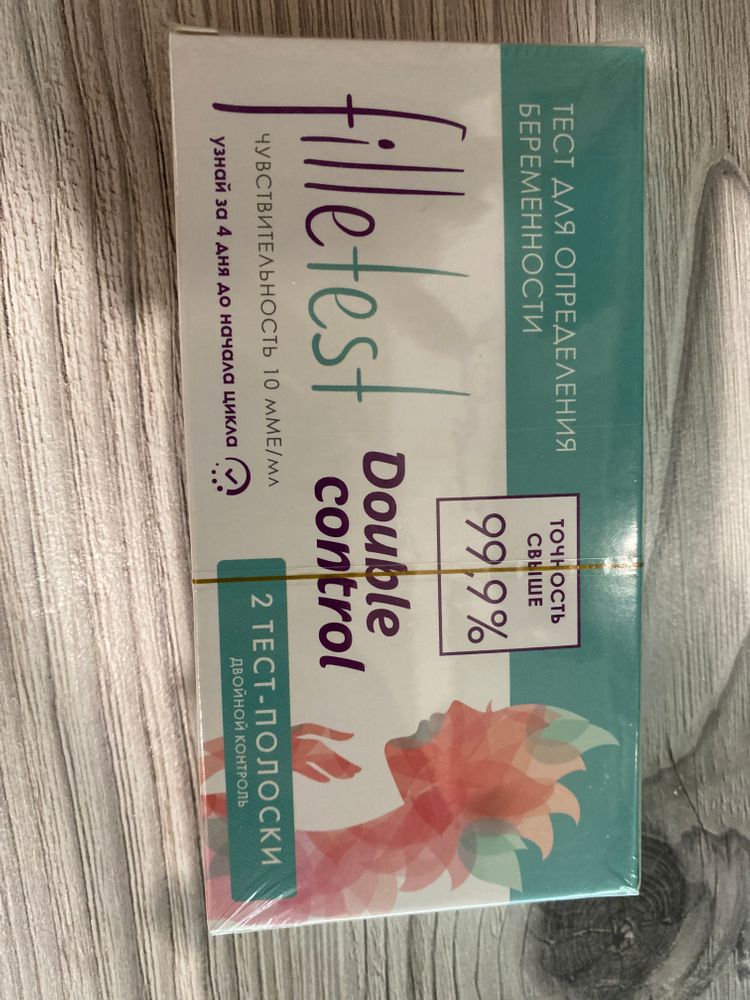 ТЕСТ ДЛЯ ОПРЕДЕЛЕНИЯ
БЕРЕМЕННОСТИ
ТОЧНОСТЬ
СВЫШЕ
99,9%
filletest
Double
control
ЧУВСТВИТЕЛЬНОСТЬ 10 мМЕ/мл
узнай за 4 дня до начала цикла
2 ТЕСТ-ПОЛОСКИ
ДВОЙНОЙ КОНТРОЛЬ